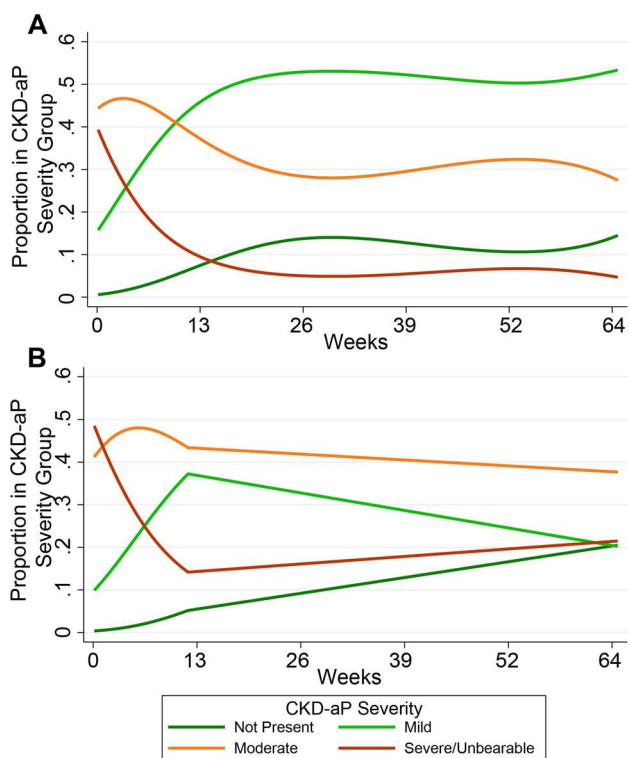 A
Proportion in CKD-aP
Severity Group
.6
.5
.4
.3
.2
.1
0
0 13 26 39 52 64
Weeks
B
Proportion in CKD-aP
Severity Group
.6
.5
.4
.3
.2
.1
0
0 13 26 39 52 64
Weeks
CKD-aP Severity
Not Present Mild
Moderate Severe/Unbearable